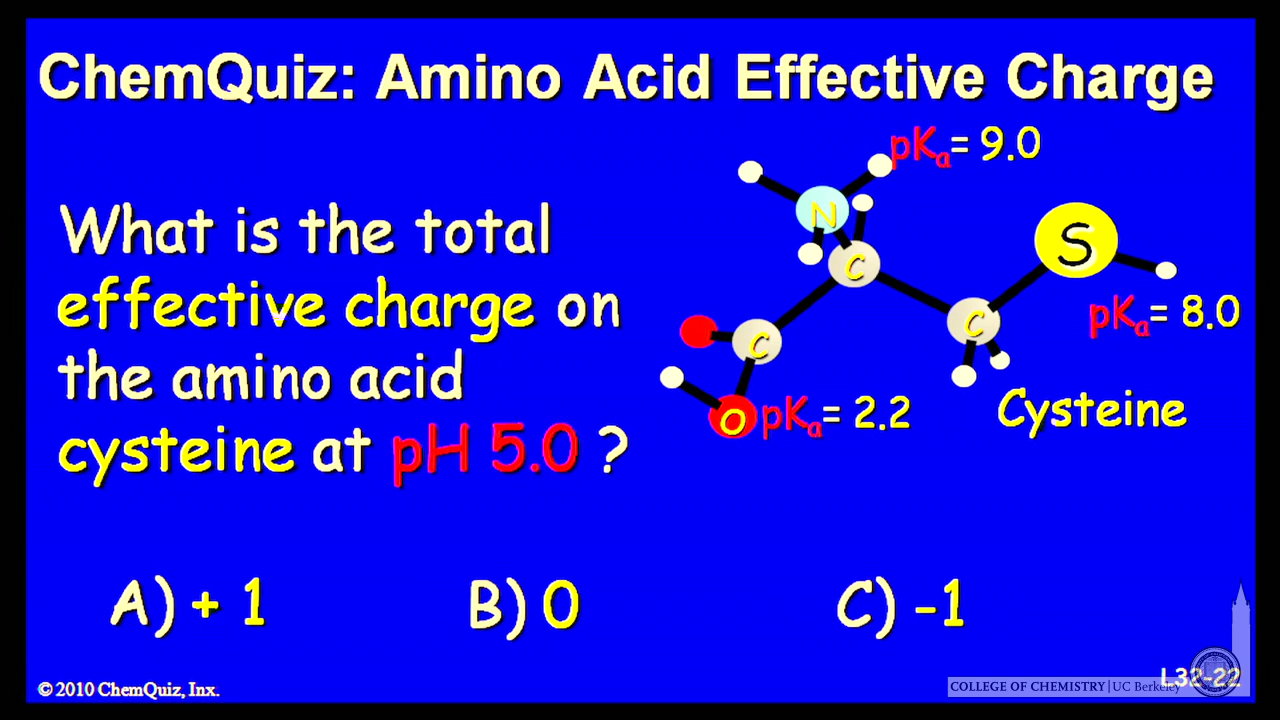 ChemQuiz: Amino Acid Effective Charge
pKa= 9.0
What is the total
effective charge on
the amino acid
cysteine at pH 5.0 ?
N
C
S
C
C
O
pKa= 8.0
pKa= 2.2
Cysteine
A) + 1
B) 0
C) -1
© 2010 ChemQuiz, Inx.
COLLEGE OF CHEMISTRY | UC Berkeley
L32-22